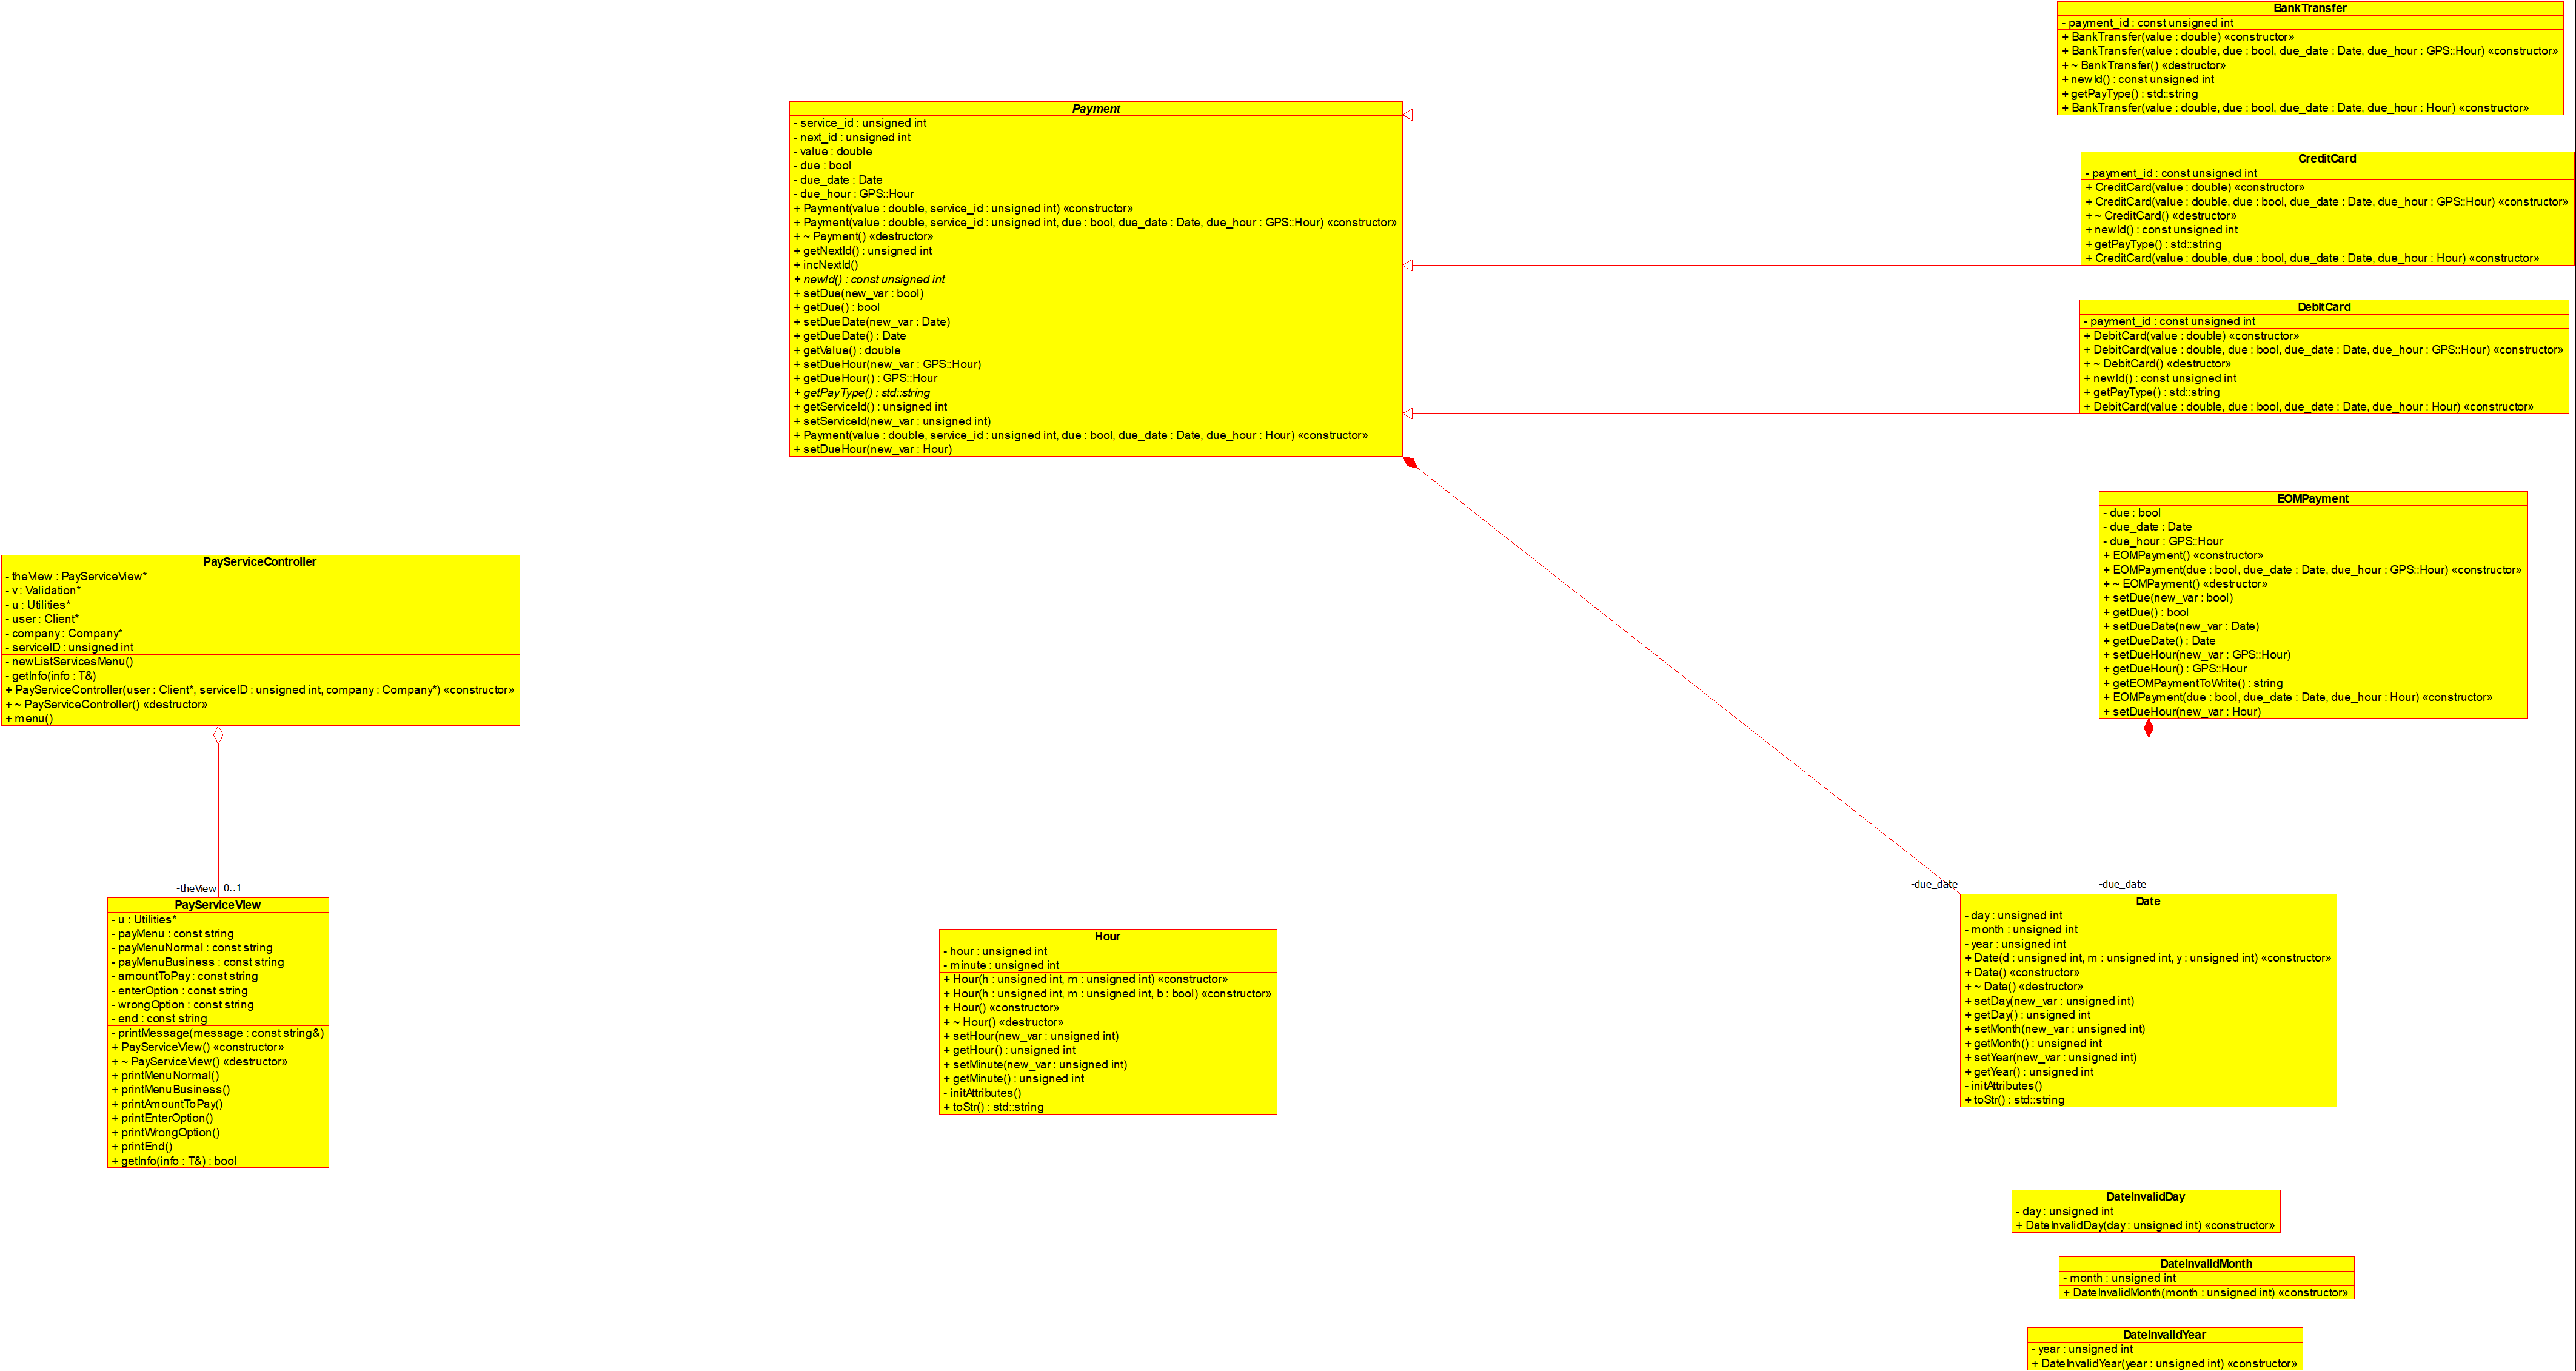 BankTransfer
- payment_id : const unsigned int
+ BankTransfer(value : double) «constructor»
+ BankTransfer(value : double, due : bool, due_date : Date, due_hour : GPS::Hour) «constructor»
+ ~ BankTransfer() «destructor»
+ newId() : const unsigned int
+ getPayType() : std::string
+ BankTransfer(value : double, due : bool, due_date : Date, due_hour : Hour) «constructor»
Payment
- service_id : unsigned int
- next_id : unsigned int
- value : double
- due : bool
- due_date : Date
- due_hour : GPS::Hour
+ Payment(value : double, service_id : unsigned int) «constructor»
+ Payment(value : double, service_id : unsigned int, due : bool, due_date : Date, due_hour : GPS::Hour) «constructor»
+ ~ Payment() «destructor»
+ getNextId() : unsigned int
+ incNextId()
+ newId() : const unsigned int
+ setDue(new_var : bool)
+ getDue() : bool
+ setDueDate(new_var : Date)
+ getDueDate() : Date
+ getValue() : double
+ setDueHour(new_var : GPS::Hour)
+ getDueHour() : GPS::Hour
+ getPayType() : std::string
+ getServiceId() : unsigned int
+ setServiceId(new_var : unsigned int)
+ Payment(value : double, service_id : unsigned int, due : bool, due_date : Date, due_hour : Hour) «constructor»
+ setDueHour(new_var : Hour)
CreditCard
- payment_id : const unsigned int
+ CreditCard(value : double) «constructor»
+ CreditCard(value : double, due : bool, due_date : Date, due_hour : GPS::Hour) «constructor»
+ ~ CreditCard() «destructor»
+ newId() : const unsigned int
+ getPayType() : std::string
+ CreditCard(value : double, due : bool, due_date : Date, due_hour : Hour) «constructor»
DebitCard
- payment_id : const unsigned int
+ DebitCard(value : double) «constructor»
+ DebitCard(value : double, due : bool, due_date : Date, due_hour : GPS::Hour) «constructor»
+ ~ DebitCard() «destructor»
+ newId() : const unsigned int
+ getPayType() : std::string
+ DebitCard(value : double, due : bool, due_date : Date, due_hour : Hour) «constructor»
EOMPayment
- due : bool
- due_date : Date
- due_hour : GPS::Hour
+ EOMPayment() «constructor»
+ EOMPayment(due : bool, due_date : Date, due_hour : GPS::Hour) «constructor»
+ ~ EOMPayment() «destructor»
+ setDue(new_var : bool)
+ getDue() : bool
+ setDueDate(new_var : Date)
+ getDueDate() : Date
+ setDueHour(new_var : GPS::Hour)
+ getDueHour() : GPS::Hour
+ getEOMPaymentToWrite() : string
+ EOMPayment(due : bool, due_date : Date, due_hour : Hour) «constructor»
+ setDueHour(new_var : Hour)
PayServiceController
- theView : PayServiceView*
- v : Validation*
- u : Utilities*
- user : Client*
- company : Company*
- serviceID : unsigned int
- newListServicesMenu()
- getInfo(info : T&)
+ PayServiceController(user : Client*, serviceID : unsigned int, company : Company*) «constructor»
+ ~ PayServiceController() «destructor»
+ menu()
-theView 0..1
PayServiceView
- u : Utilities*
- payMenu : const string
- payMenuNormal : const string
- payMenuBusiness : const string
- amountToPay : const string
- enterOption : const string
- wrongOption : const string
- end : const string
- printMessage(message : const string&)
+ PayServiceView() «constructor»
+ ~ PayServiceView() «destructor»
+ printMenuNormal()
+ printMenuBusiness()
+ printAmountToPay()
+ printEnterOption()
+ printWrongOption()
+ printEnd()
+ getInfo(info : T&) : bool
Hour
- hour : unsigned int
- minute : unsigned int
+ Hour(h : unsigned int, m : unsigned int) «constructor»
+ Hour(h : unsigned int, m : unsigned int, b : bool) «constructor»
+ Hour() «constructor»
+ ~ Hour() «destructor»
+ setHour(new_var : unsigned int)
+ getHour() : unsigned int
+ setMinute(new_var : unsigned int)
+ getMinute() : unsigned int
- initAttributes()
+ toStr() : std::string
-due_date
-due_date
Date
- day : unsigned int
- month : unsigned int
- year : unsigned int
+ Date(d : unsigned int, m : unsigned int, y : unsigned int) «constructor»
+ Date() «constructor»
+ ~ Date() «destructor»
+ setDay(new_var : unsigned int)
+ getDay() : unsigned int
+ setMonth(new_var : unsigned int)
+ getMonth() : unsigned int
+ setYear(new_var : unsigned int)
+ getYear() : unsigned int
- initAttributes()
+ toStr() : std::string
DateInvalidDay
- day : unsigned int
+ DateInvalidDay(day : unsigned int) «constructor»
DateInvalidMonth
- month : unsigned int
+ DateInvalidMonth(month : unsigned int) «constructor»
DateInvalidYear
- year : unsigned int
+ DateInvalidYear(year : unsigned int) «constructor»